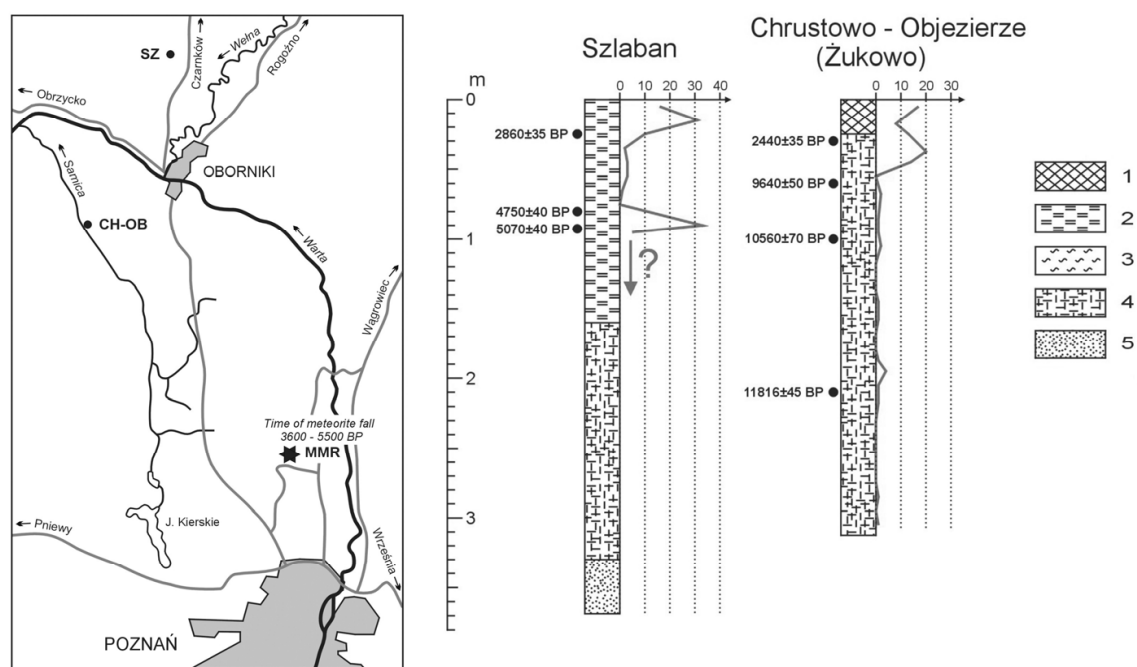 SZ
Czarnków
Wełna
Rogoźno
Obrzycko
OBORNIKI
Samica
CH-OB
Warta
Wągrowiec
Time of meteorite fall
3600 - 5500 BP
MMR
J. Kierskie
Pniewy
Września
POZNAŃ
m
0
1
2
3
Szlaban
0 10 20 30 40
2860±35 BP
4750±40 BP
5070±40 BP
?
Chrustowo - Objezierze
(Żukowo)
0 10 20 30
2440±35 BP
9640±50 BP
10560±70 BP
11816±45 BP
1
2
3
4
5